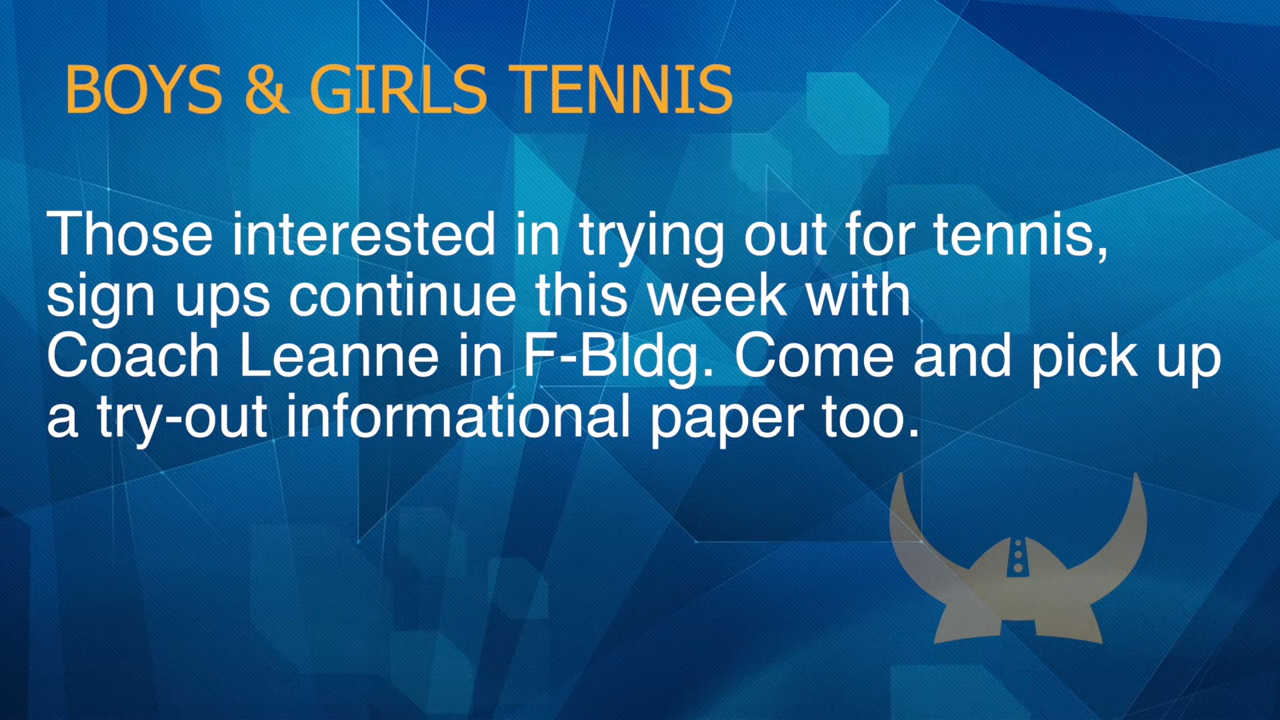 BOYS & GIRLS TENNIS
Those interested in trying out for tennis,
sign ups continue this week with
Coach Leanne in F-Bldg. Come and pick up
a try-out informational paper too.